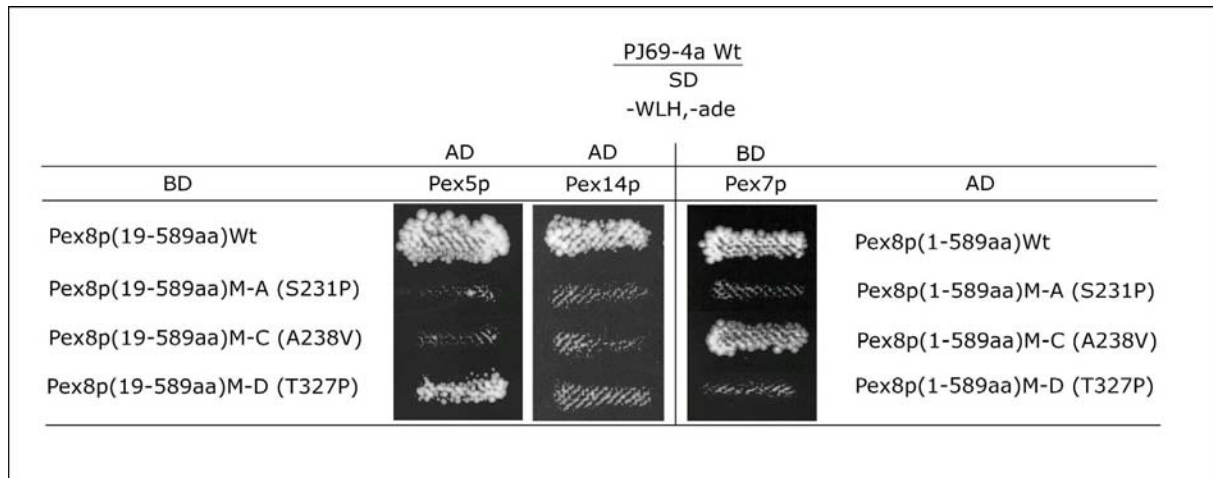 PJ69-4a Wt
SD
-WLH,-ade
AD AD BD
BD Pex5p Pex14p Pex7p AD
Pex8p(19-589aa)Wt Pex8p(1-589aa)Wt
Pex8p(19-589aa)M-A (S231P) Pex8p(1-589aa)M-A (S231P)
Pex8p(19-589aa)M-C (A238V) Pex8p(1-589aa)M-C (A238V)
Pex8p(19-589aa)M-D (T327P) Pex8p(1-589aa)M-D (T327P)